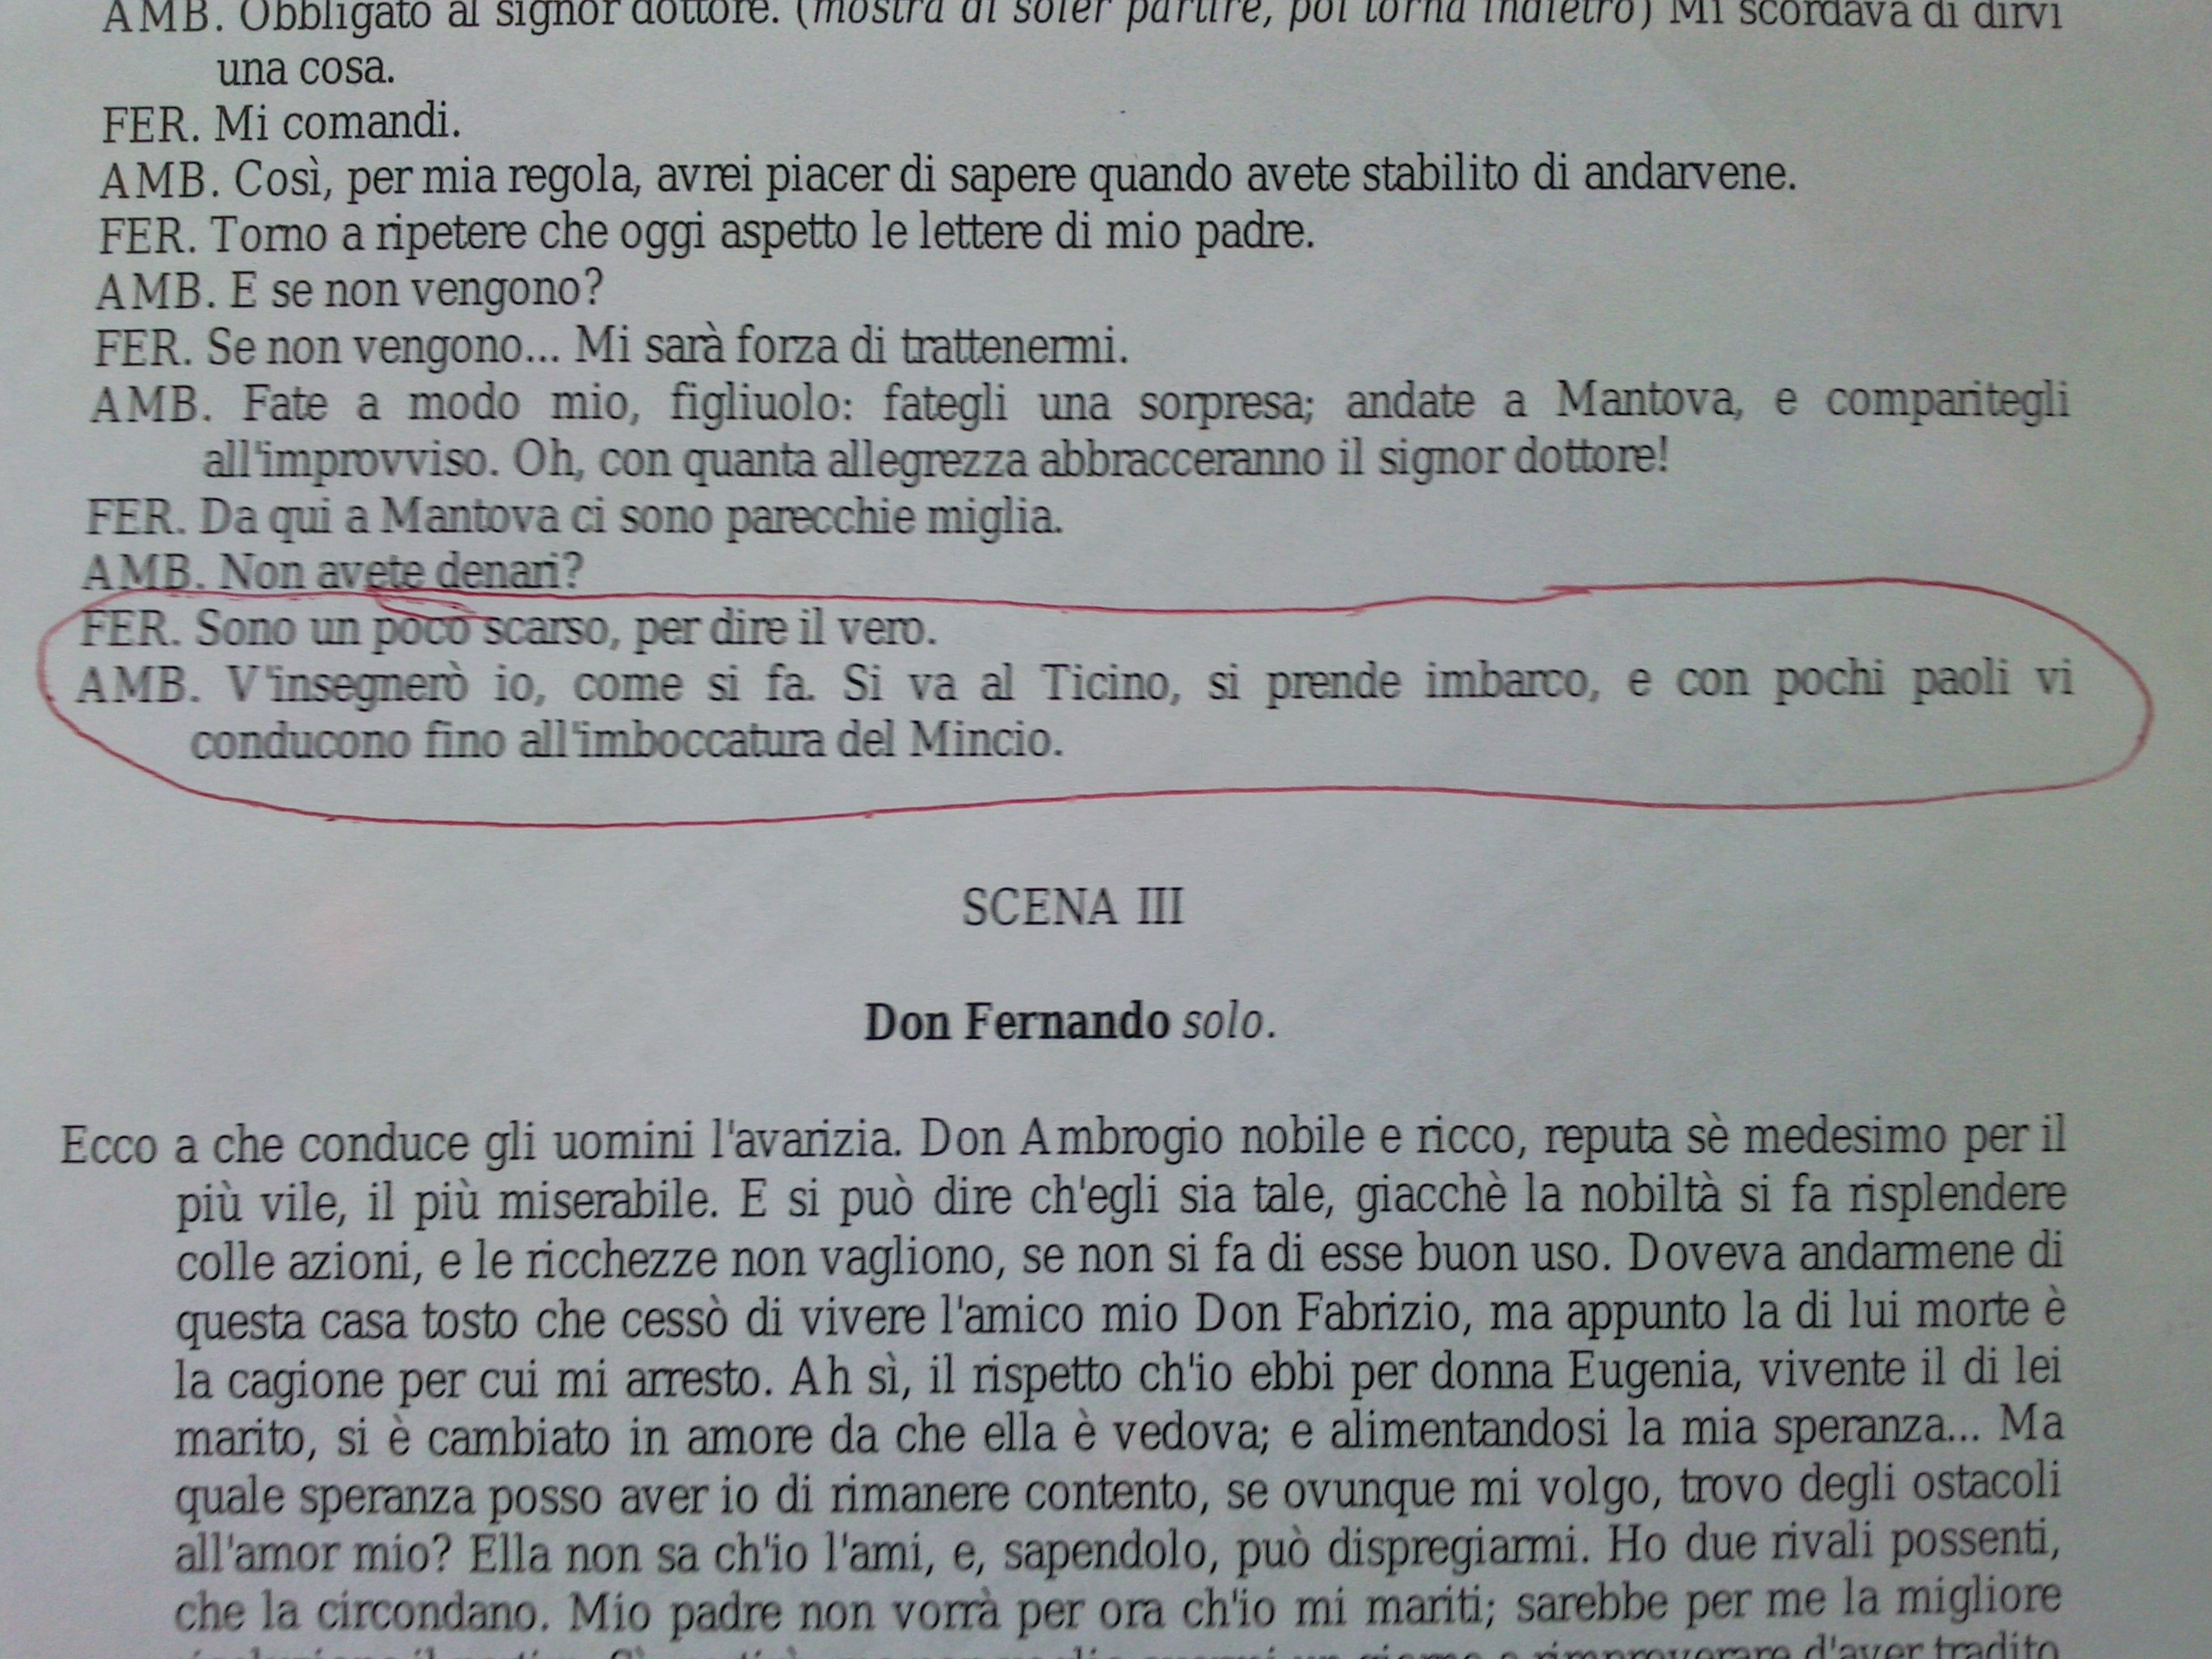 AMB. Obbligato al signor dottore. (mostra di soler partire, poi torna indietro) Mi scordava di dirvi
una cosa.
FER. Mi comandi.
AMB. Così, per mia regola, avrei piacer di sapere quando avete stabilito di andarvene.
FER. Torno a ripetere che oggi aspetto le lettere di mio padre.
AMB. E se non vengono?
FER. Se non vengono... Mi sarà forza di trattenermi.
AMB. Fate a modo mio, figliuolo: fategli una sorpresa; andate a Mantova, e comparitegli
all'improvviso. Oh, con quanta allegrezza abbracceranno il signor dottore!
FER. Da qui a Mantova ci sono parecchie miglia.
AMB. Non avete denari?
FER. Sono un poco scarso, per dire il vero.
AMB. V'insegnerò io, come si fa. Si va al Ticino, si prende imbarco, e con pochi paoli vi
conducono fino all'imboccatura del Mincio.
SCENA III
Don Fernando solo.
Ecco a che conduce gli uomini l'avarizia. Don Ambrogio nobile e ricco, reputa sè medesimo per il
più vile, il più miserabile. E si può dire ch'egli sia tale, giacchè la nobiltà si fa risplendere
colle azioni, e le ricchezze non vagliono, se non si fa di esse buon uso. Doveva andarmene di
questa casa tosto che cessò di vivere l'amico mio Don Fabrizio, ma appunto la di lui morte è
la cagione per cui mi arresto. Ah sì, il rispetto ch'io ebbi per donna Eugenia, vivente il di lei
marito, si è cambiato in amore da che ella è vedova; e alimentandosi la mia speranza... Ma
quale speranza posso aver io di rimanere contento, se ovunque mi volgo, trovo degli ostacoli
all'amor mio? Ella non sa ch'io l'ami, e, sapendolo, può dispregiarmi. Ho due rivali possenti,
che la circondano. Mio padre non vorrà per ora ch'io mi mariti; sarebbe per me la migliore
d'aver tradito